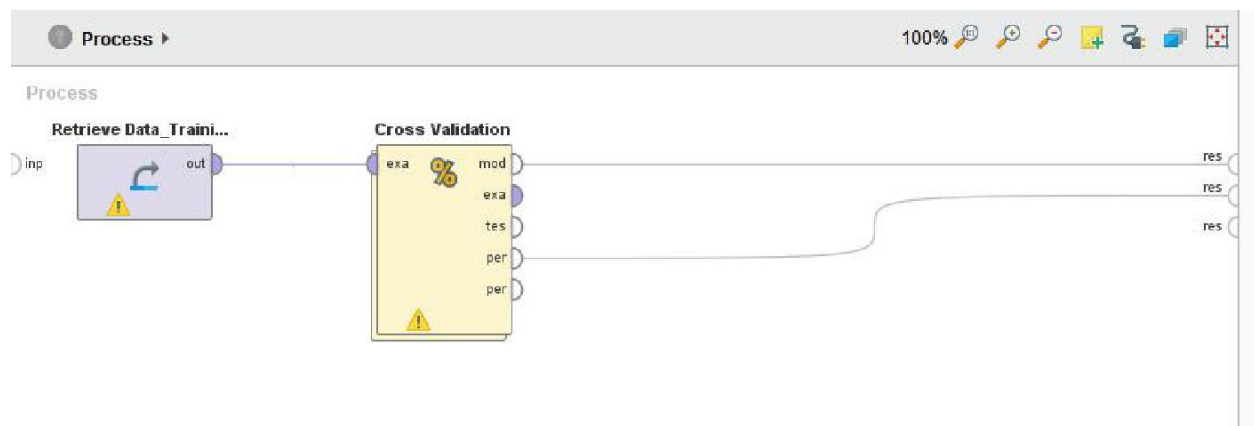 Process
100%
Process
Retrieve Data_Traini...
Cross Validation
inp
out
exa
mod
exa
tes
per
per
res
res
res